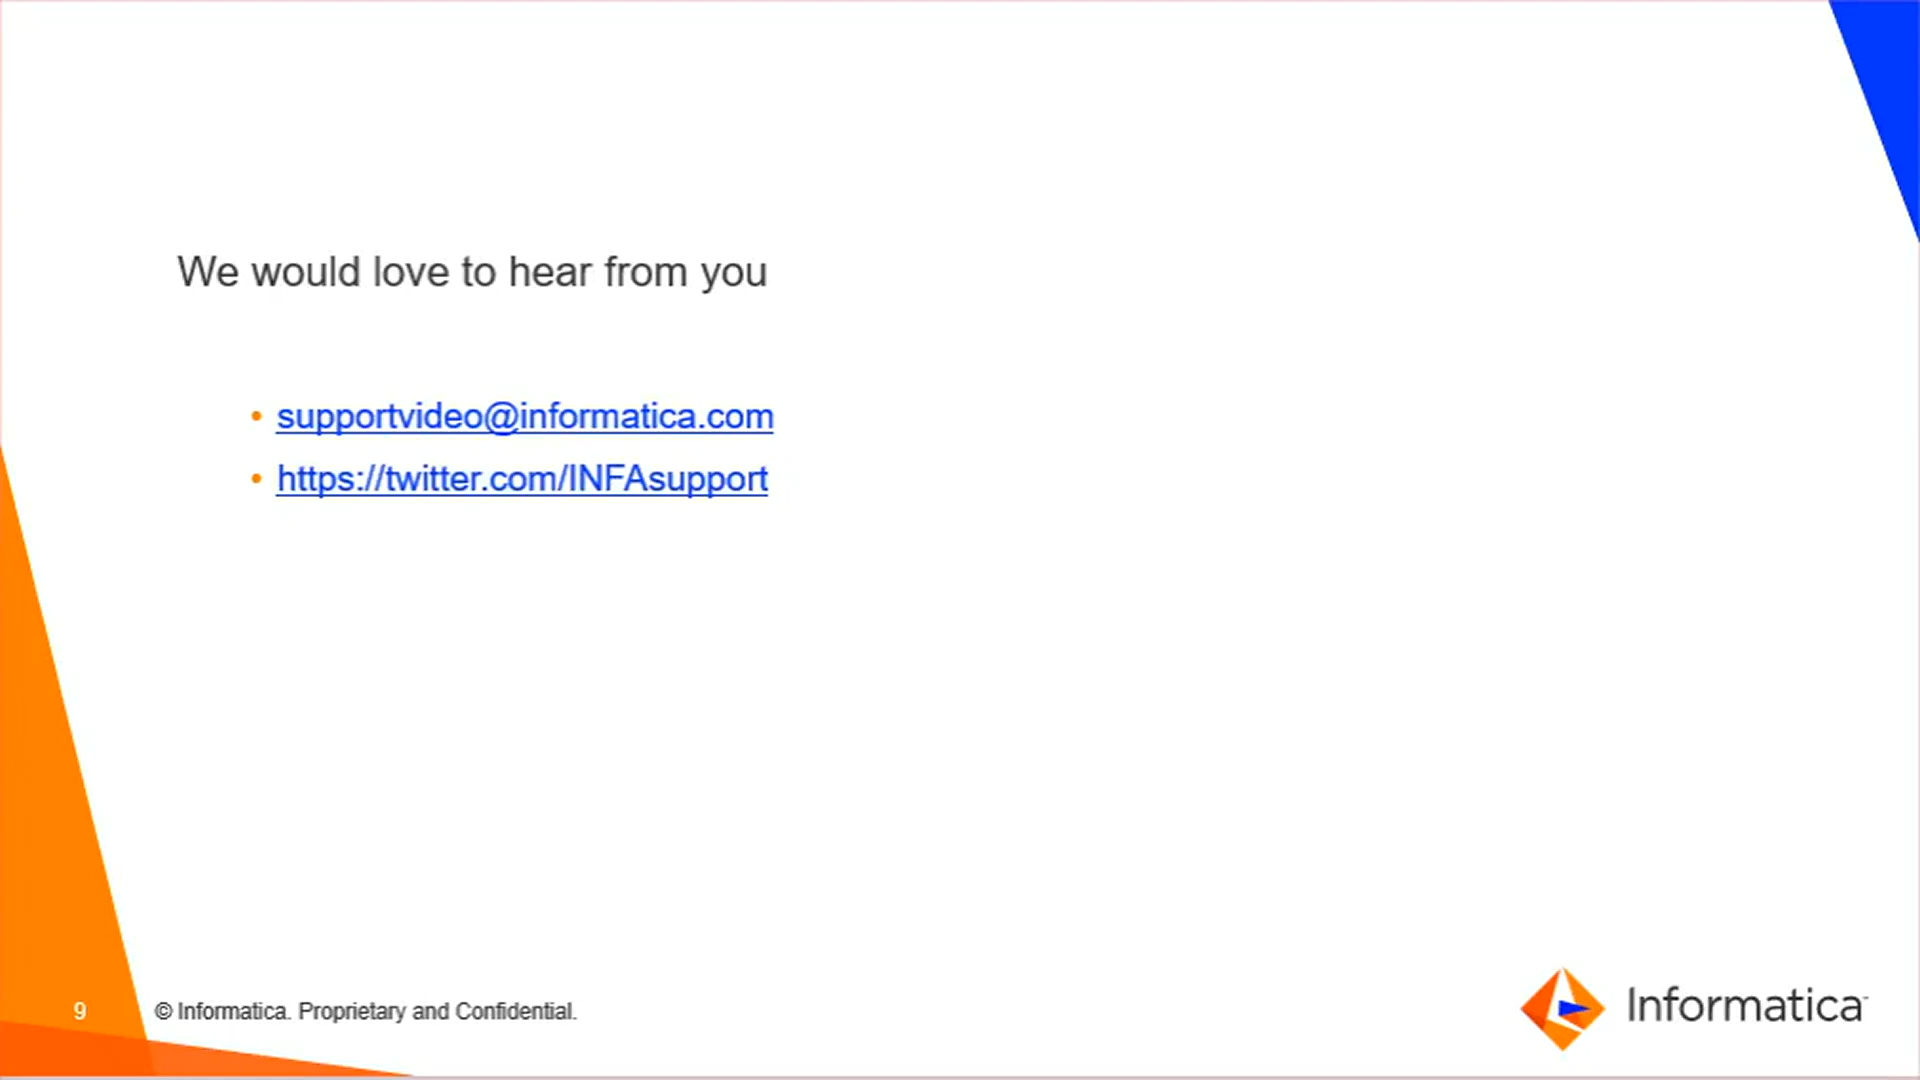 We would love to hear from you
• supportvideo@informatica.com
• https://twitter.com/INFAsupport
9
© Informatica. Proprietary and Confidential.
Informatica™